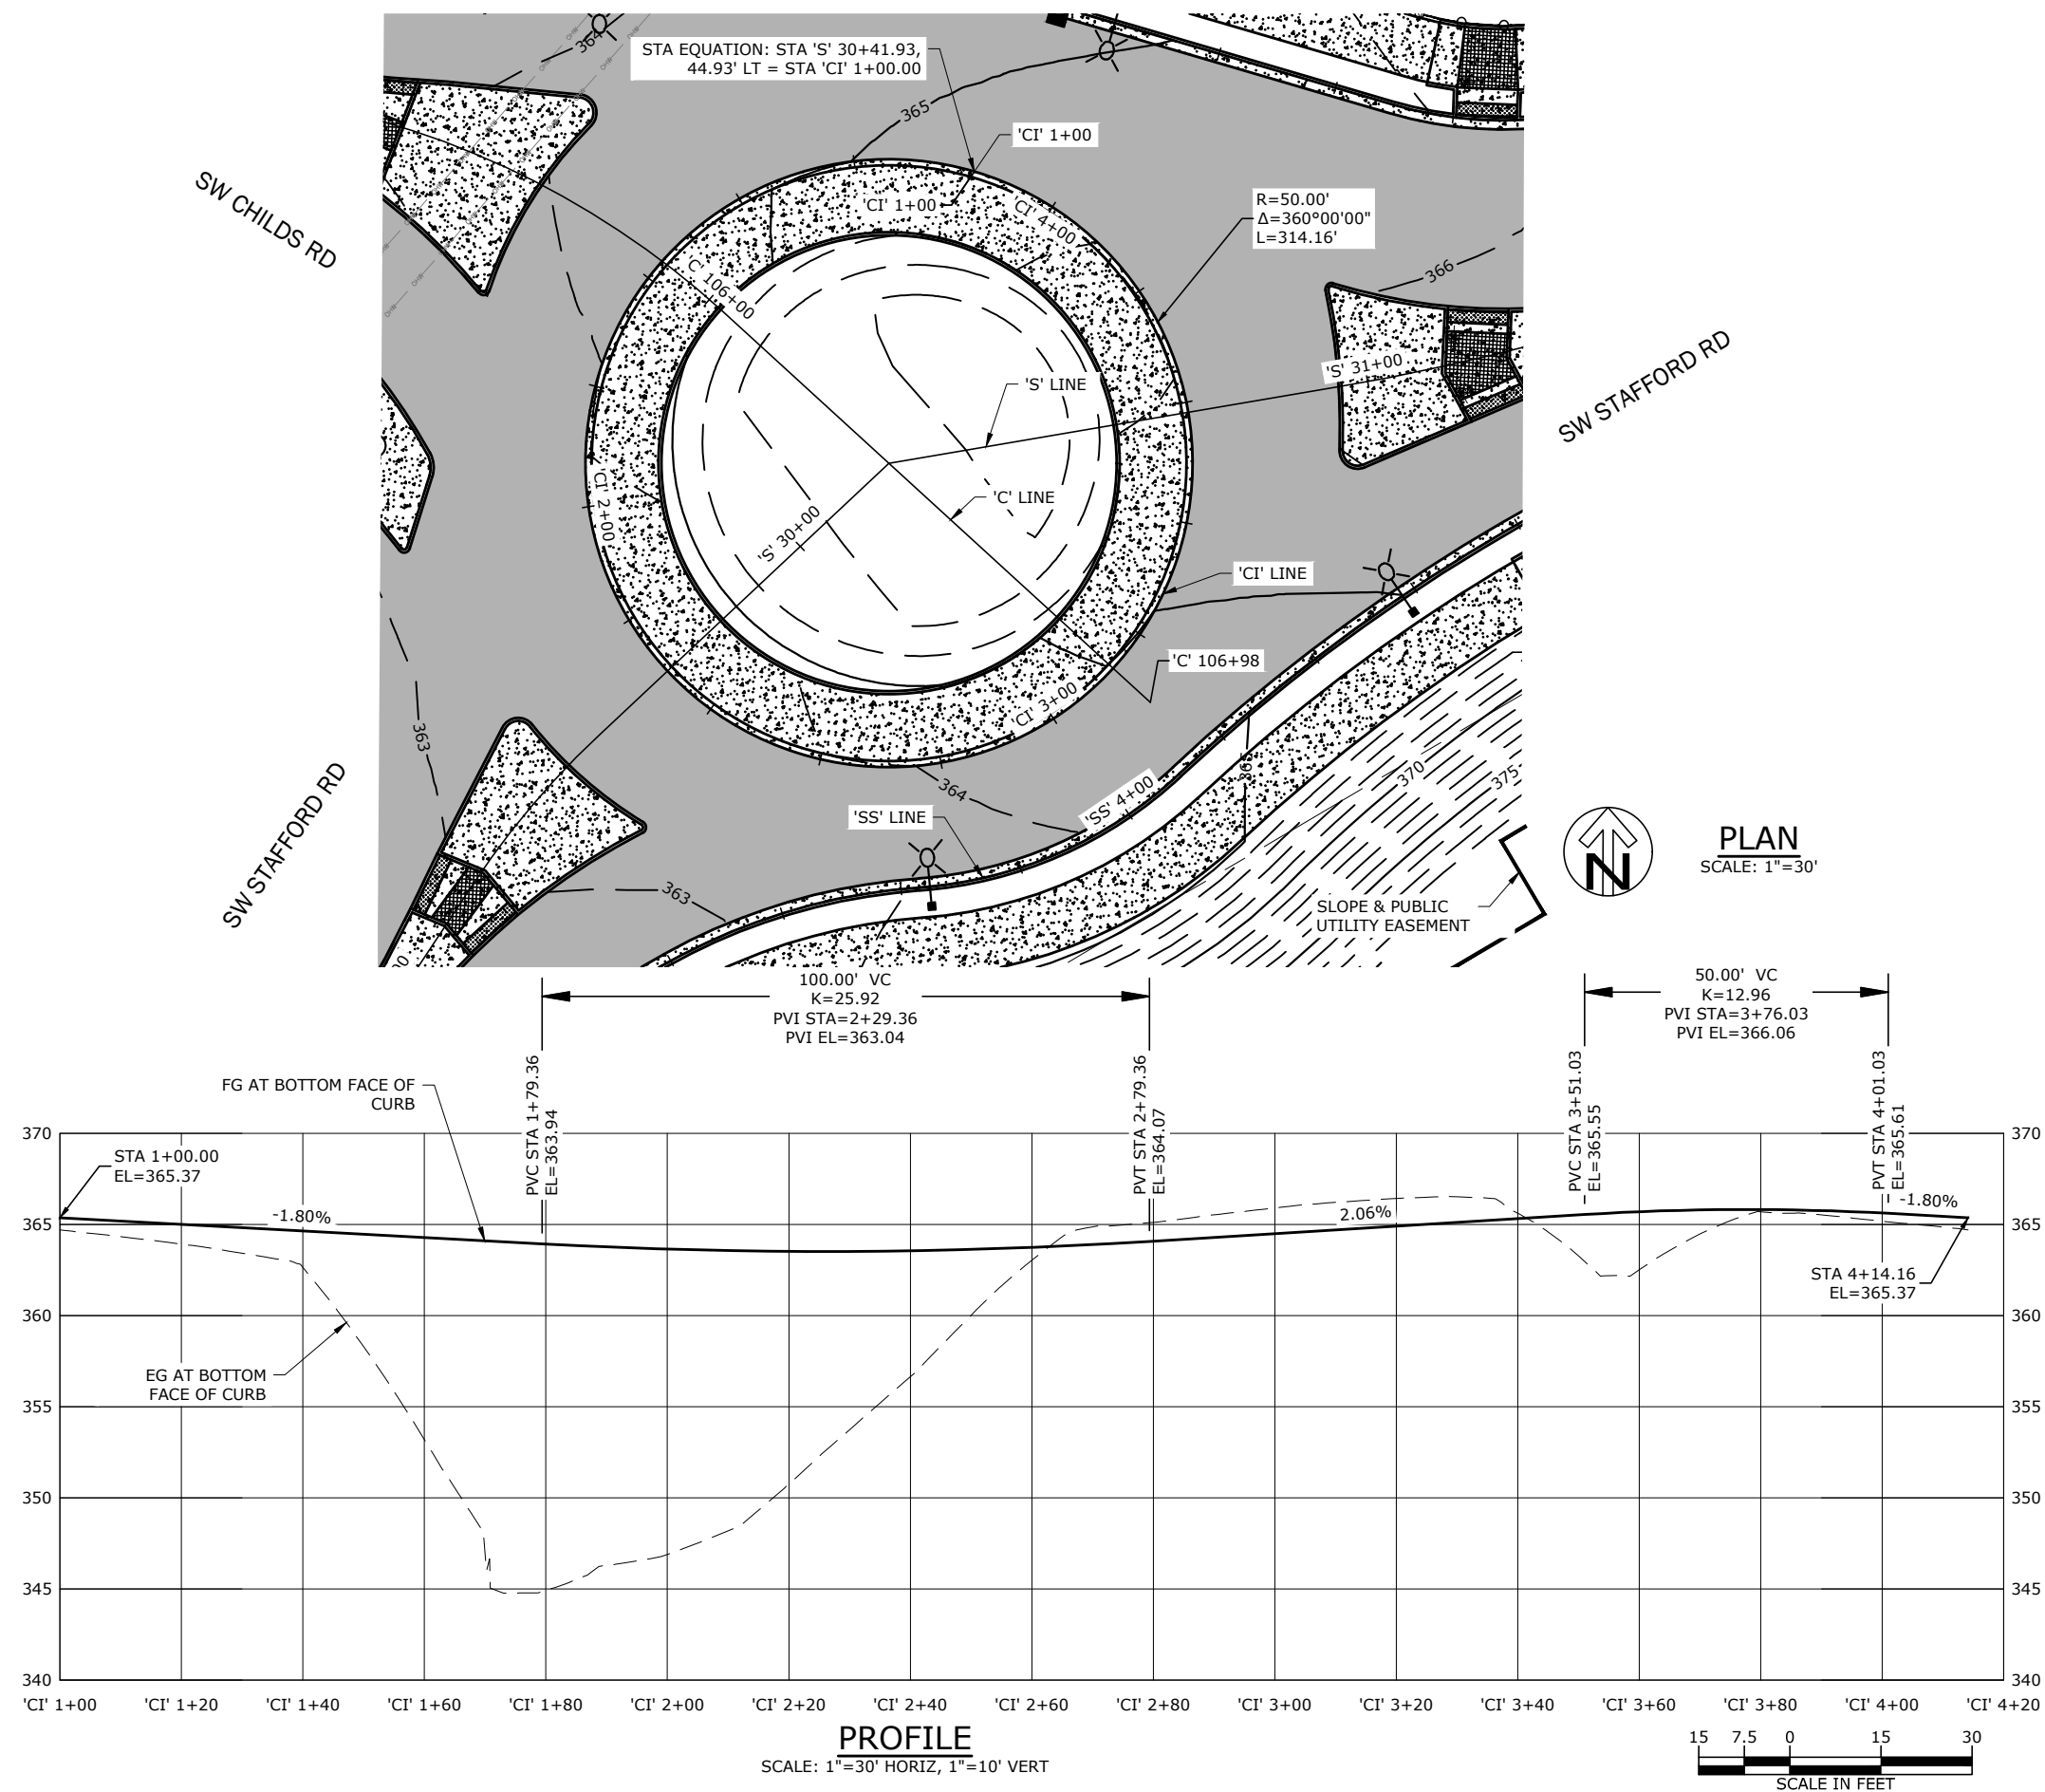 364
STA EQUATION: STA 'S' 30+41.93,
44.93' LT = STA 'CI' 1+00.00
365
'CI' 1+00
'CI' 1+00
'CI' 4+00
R=50.00'
Δ=360°00'00"
L=314.16'
SW CHILDS RD
366
'C' 106+00
'S' LINE
'S' 31+00
SW STAFFORD RD
'CI' 2+00
'C' LINE
'S' 30+00
'CI' LINE
'C' 106+98
'CI' 3+00
363
364
'SS' 4+00
370
375
'SS' LINE
SW STAFFORD RD
363
SLOPE & PUBLIC
UTILITY EASEMENT
N
PLAN
SCALE: 1"=30'
100.00' VC
K=25.92
PVI STA=2+29.36
PVI EL=363.04
50.00' VC
K=12.96
PVI STA=3+76.03
PVI EL=366.06
FG AT BOTTOM FACE OF
CURB
PVC STA 1+79.36
EL=363.94
PVT STA 2+79.36
EL=364.07
PVC STA 3+51.03
EL=365.55
PVT STA 4+01.03
EL=365.61
370
370
STA 1+00.00
EL=365.37
-1.80%
2.06%
-1.80%
365
365
STA 4+14.16
EL=365.37
360
360
EG AT BOTTOM
FACE OF CURB
355
355
350
350
345
345
340
340
'CI' 1+00 'CI' 1+20 'CI' 1+40 'CI' 1+60 'CI' 1+80 'CI' 2+00 'CI' 2+20 'CI' 2+40 'CI' 2+60 'CI' 2+80 'CI' 3+00 'CI' 3+20 'CI' 3+40 'CI' 3+60 'CI' 3+80 'CI' 4+00 'CI' 4+20
PROFILE
SCALE: 1"=30' HORIZ, 1"=10' VERT
15 7.5 0 15 30
SCALE IN FEET